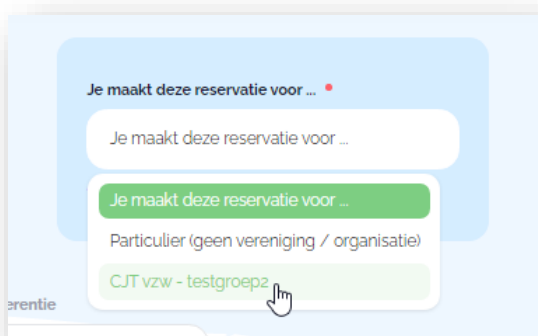 Je maakt deze reservatie voor ...
Je maakt deze reservatie voor ...
Je maakt deze reservatie voor ...
Particulier (geen vereniging / organisatie)
CJT vzw - testgroep2
erentie